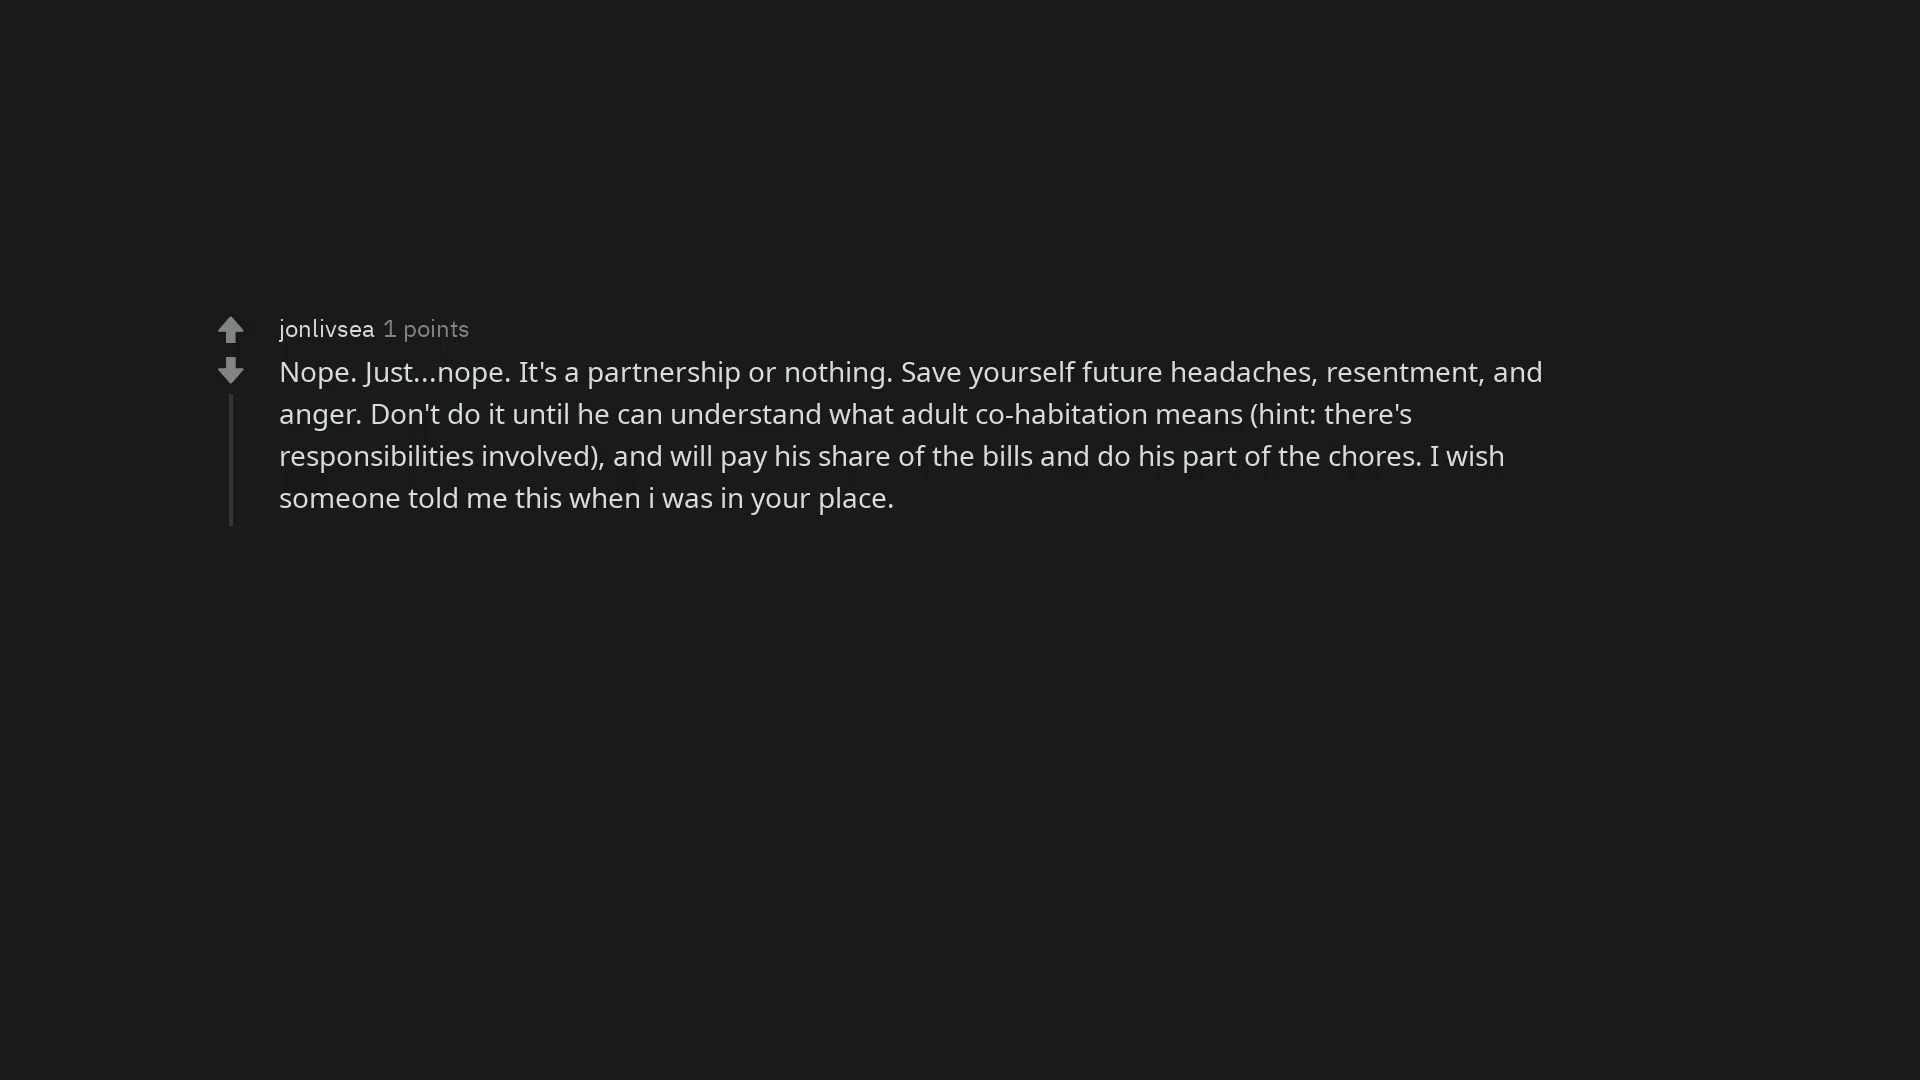 jonlivsea 1 points
Nope. Just...nope. It's a partnership or nothing. Save yourself future headaches, resentment, and
anger. Don't do it until he can understand what adult co-habitation means (hint: there's
responsibilities involved), and will pay his share of the bills and do his part of the chores. I wish
someone told me this when i was in your place.